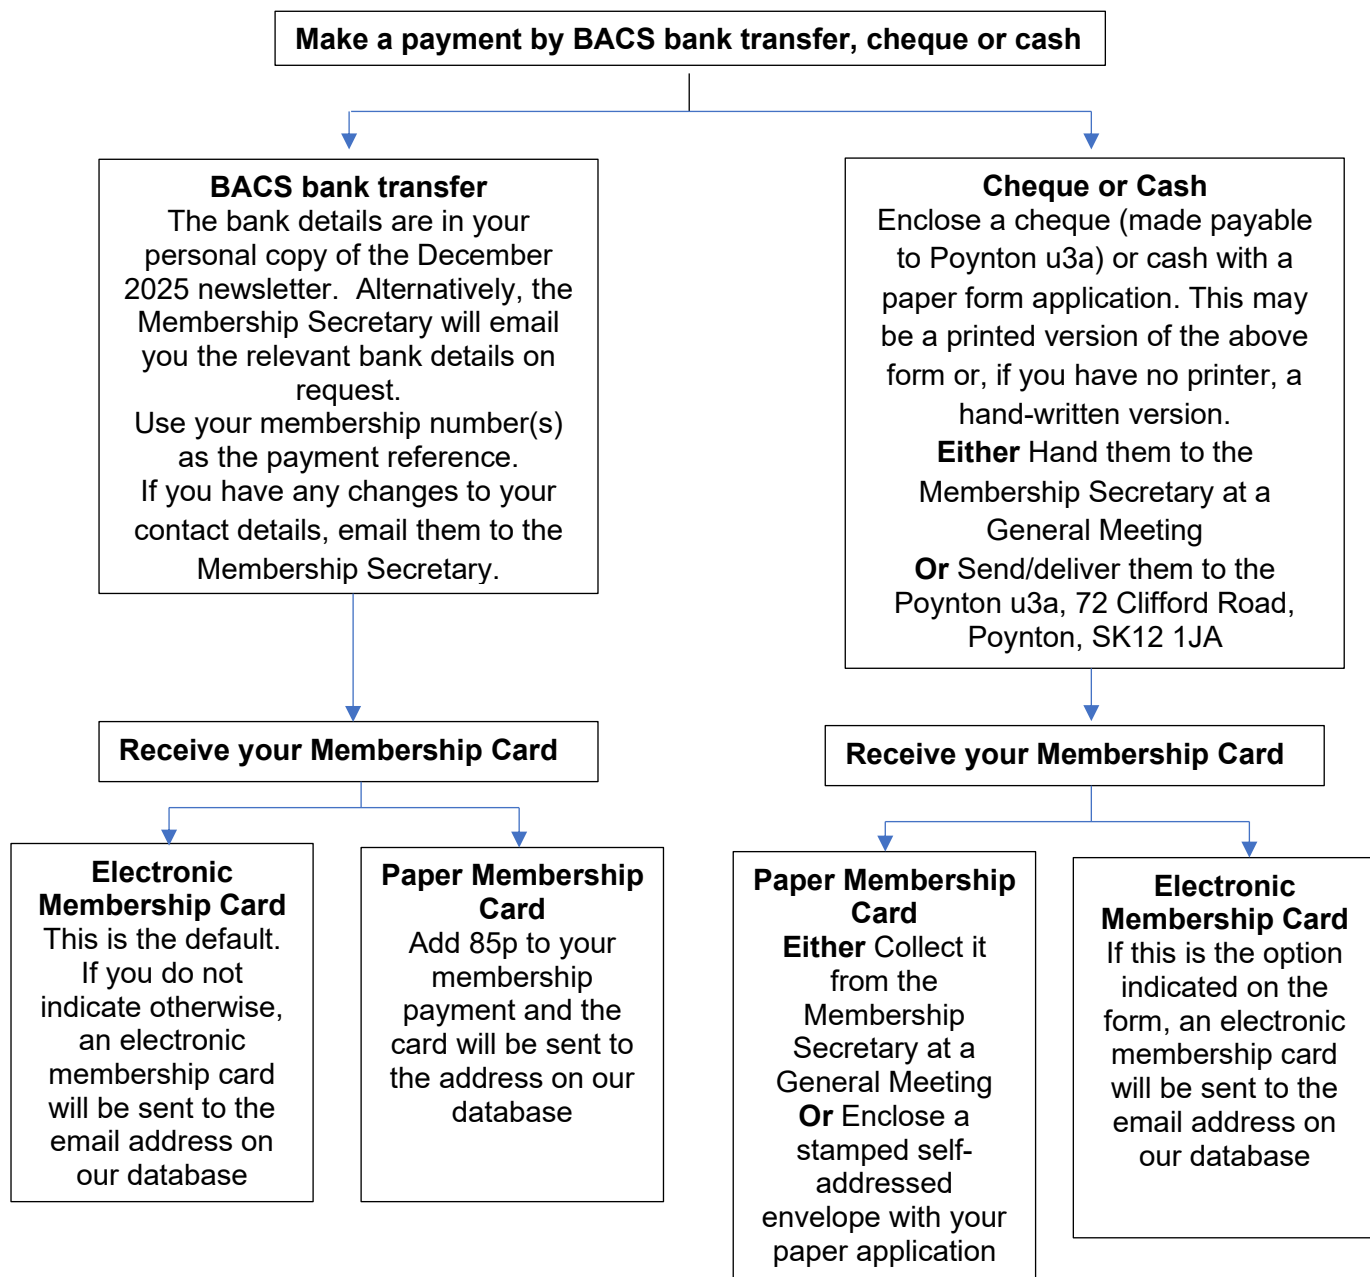 Make a payment by BACS bank transfer, cheque or cash
BACS bank transfer
The bank details are in your
personal copy of the December
2025 newsletter.  Alternatively, the
Membership Secretary will email
you the relevant bank details on
request.
Use your membership number(s)
as the payment reference.
If you have any changes to your
contact details, email them to the
Membership Secretary.
Cheque or Cash
Enclose a cheque (made payable
to Poynton u3a) or cash with a
paper form application. This may
be a printed version of the above
form or, if you have no printer, a
hand-written version.
Either Hand them to the
Membership Secretary at a
General Meeting
Or Send/deliver them to the
Poynton u3a, 72 Clifford Road,
Poynton, SK12 1JA
Receive your Membership Card
Receive your Membership Card
Electronic
Membership Card
This is the default.
If you do not
indicate otherwise,
an electronic
membership card
will be sent to the
email address on
our database
Paper Membership
Card
Add 85p to your
membership
payment and the
card will be sent to
the address on our
database
Paper Membership
Card
Either Collect it
from the
Membership
Secretary at a
General Meeting
Or Enclose a
stamped self-
addressed
envelope with your
paper application
Electronic
Membership Card
If this is the option
indicated on the
form, an electronic
membership card
will be sent to the
email address on
our database